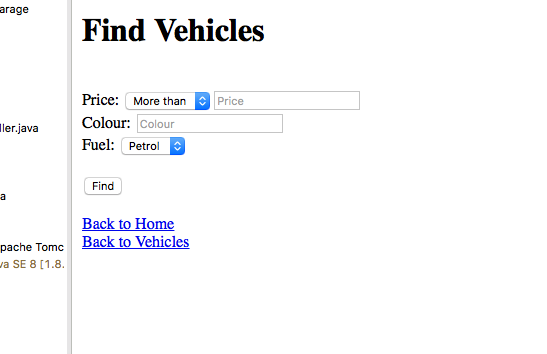 arage
Find Vehicles
Price: More than Price
ller.java
Colour: Colour
Fuel: Petrol
Find
a
Back to Home
Back to Vehicles
pache Tomc
va SE 8 [1.8.